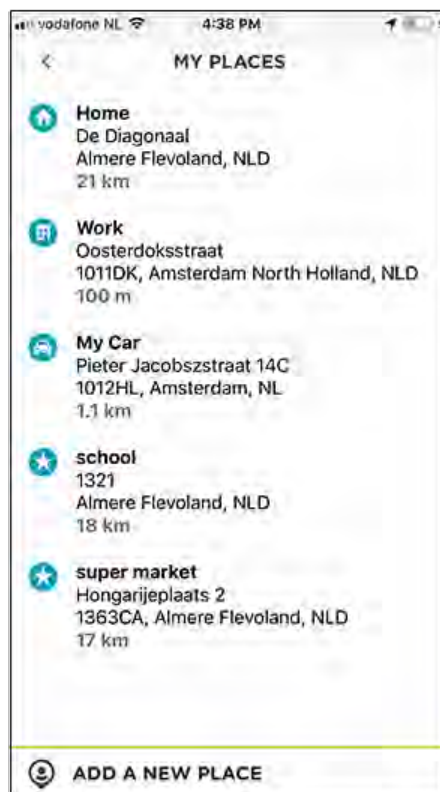 vodafone NL 4:38 PM
MY PLACES
Home
De Diagonaal
Almere Flevoland, NLD
21 km
Work
Oosterdoksstraat
1011DK, Amsterdam North Holland, NLD
100 m
My Car
Pieter Jacobszstraat 14C
1012HL, Amsterdam, NL
1.1 km
school
1321
Almere Flevoland, NLD
18 km
super market
Hongarijeplaats 2
1363CA, Almere Flevoland, NLD
17 km
ADD A NEW PLACE